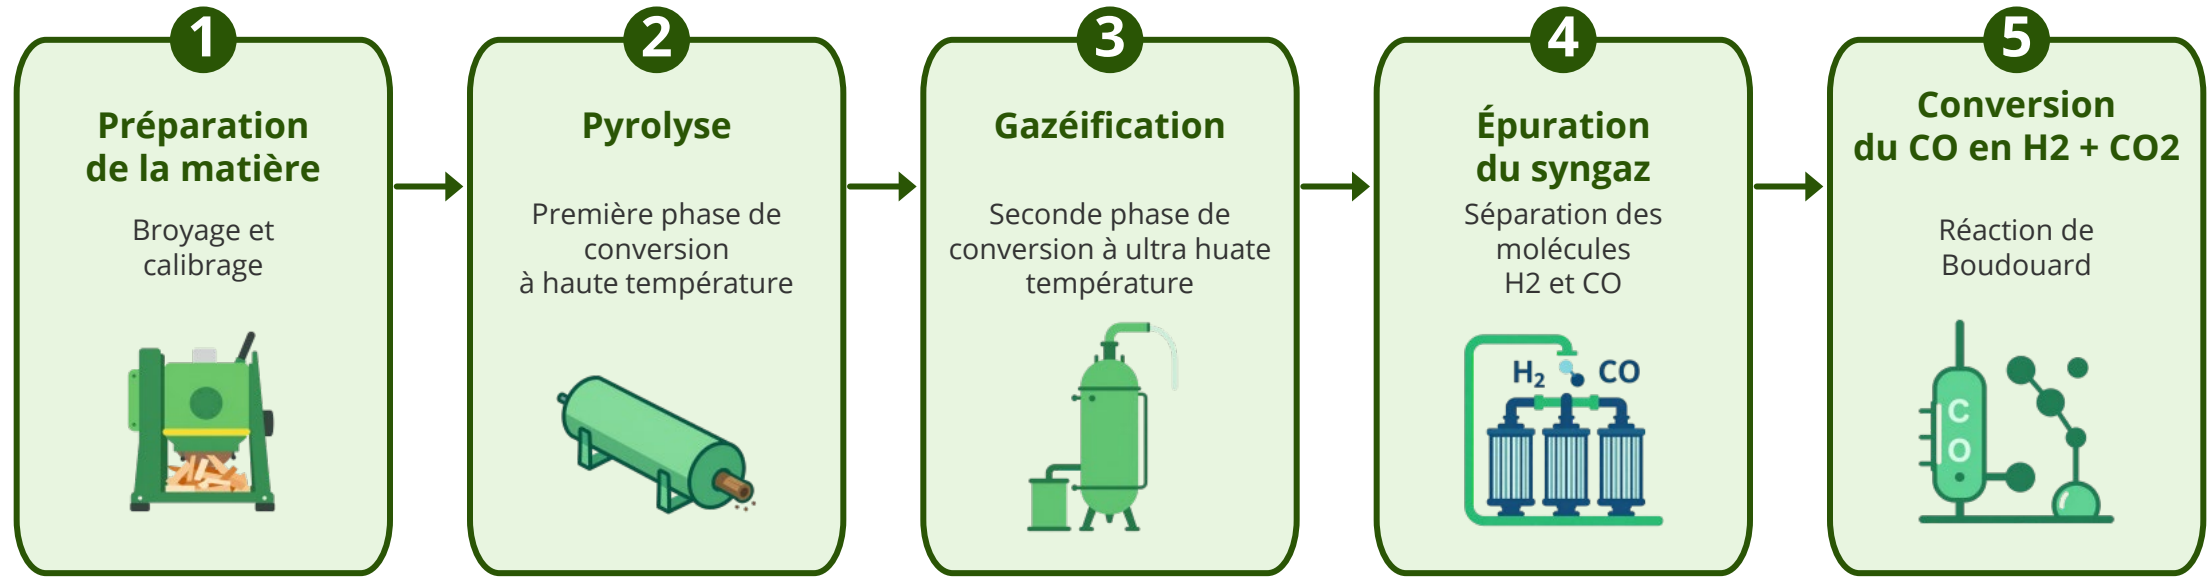 1
Préparation
de la matière
Broyage et
calibrage
2
Pyrolyse
Première phase de
conversion
à haute température
3
Gazéification
Seconde phase de
conversion à ultra huate
température
4
Épuration
du syngaz
Séparation des
molécules
H2 et CO
H₂ CO
5
Conversion
du CO en H2 + CO2
Réaction de
Boudouard
C
O